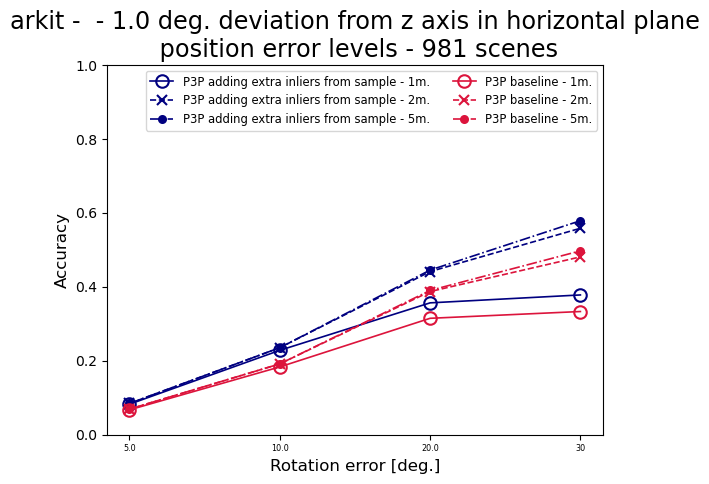 arkit -  - 1.0 deg. deviation from z axis in horizontal plane
position error levels - 981 scenes
P3P adding extra inliers from sample - 1m.
P3P adding extra inliers from sample - 2m.
P3P adding extra inliers from sample - 5m.
P3P baseline - 1m.
P3P baseline - 2m.
P3P baseline - 5m.
Accuracy
1.0
0.8
0.6
0.4
0.2
0.0
5.0 10.0 20.0 30
Rotation error [deg.]